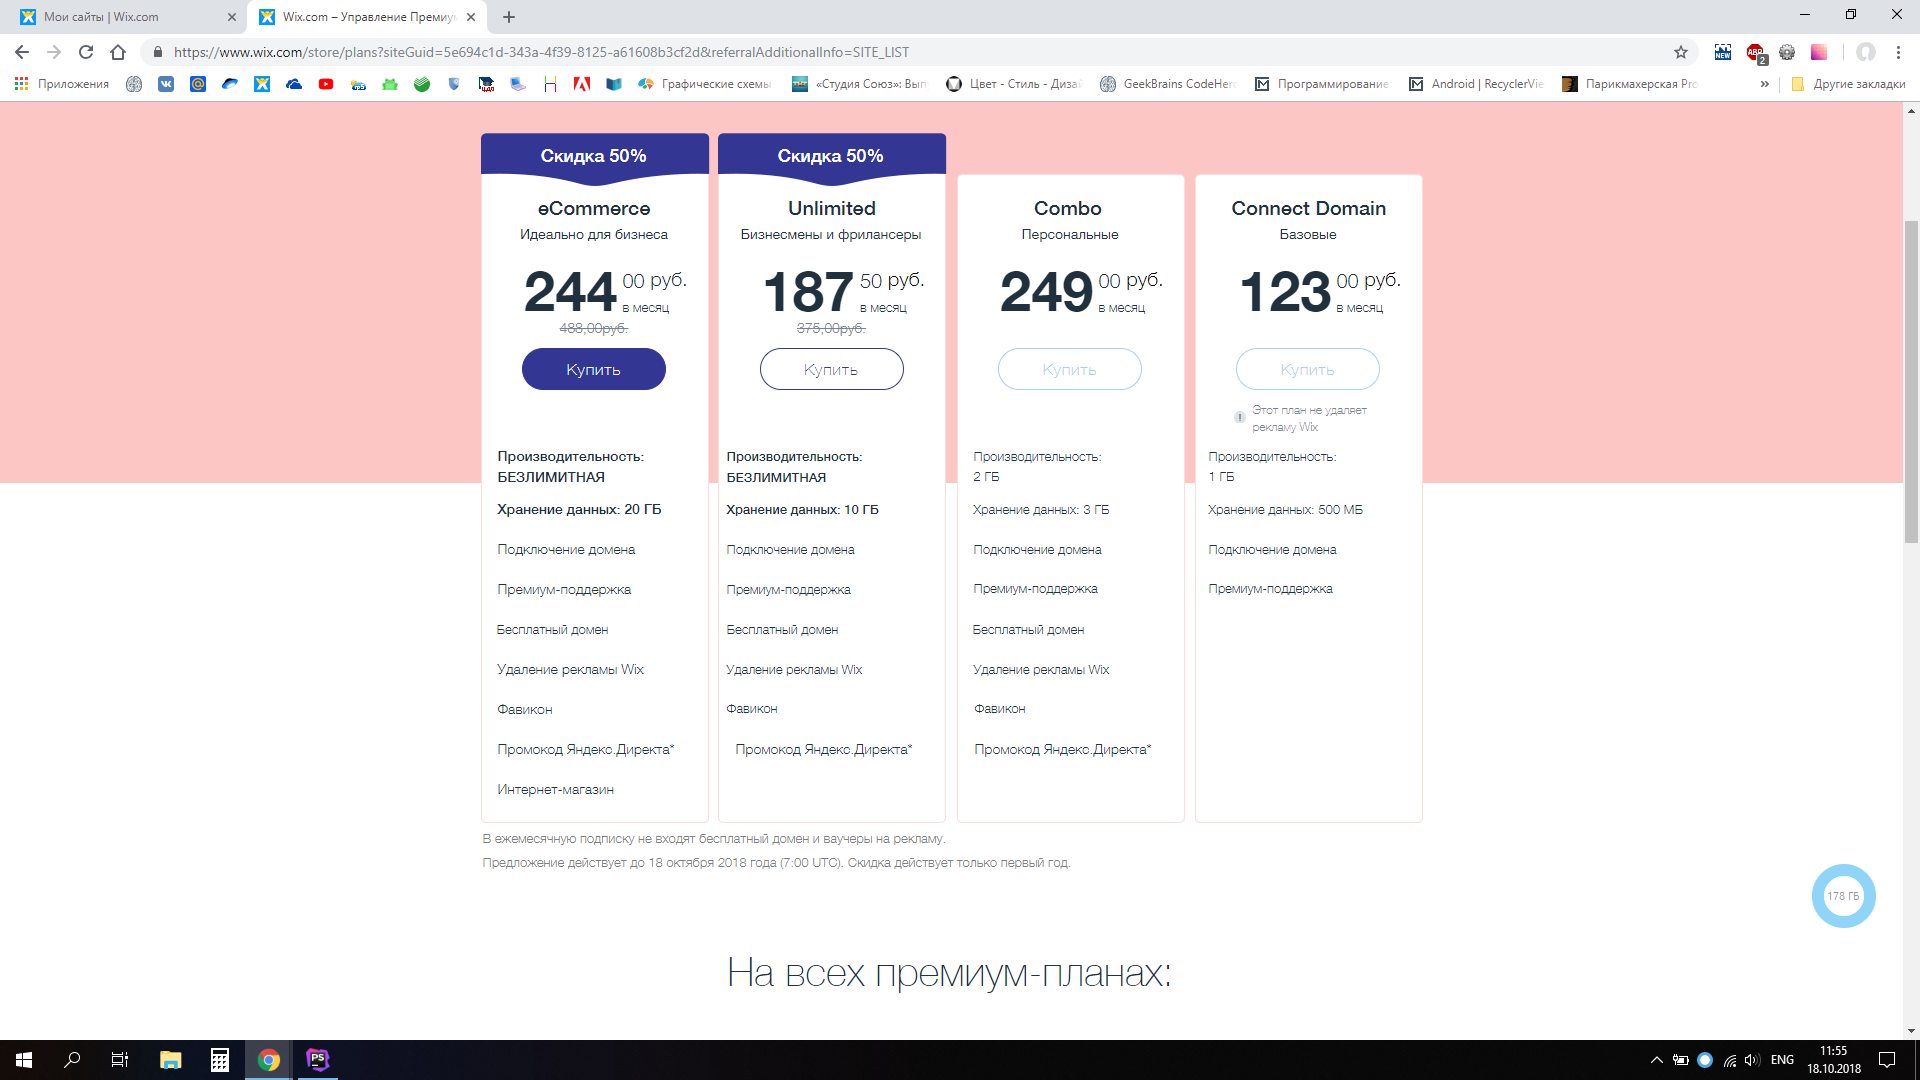 Мои сайты | Wix.com
Wix.com – Управление Премиум
https://www.wix.com/store/plans?siteGuid=5e694c1d-343a-4f39-8125-a61608b3cf2d&referralAdditionalInfo=SITE_LIST
NEW
ABP
2
Приложения
Графические схемы
«Студия Союз»: Вып
Цвет - Стиль - Дизай
GeekBrains CodeHero
Программирование
Android | RecyclerVie
Парикмахерская Pro
»
Другие закладки
Скидка 50%
eCommerce
Идеально для бизнеса
244 00 руб.
в месяц
488,00руб.
Купить
Производительность:
БЕЗЛИМИТНАЯ
Хранение данных: 20 ГБ
Подключение домена
Премиум-поддержка
Бесплатный домен
Удаление рекламы Wix
Фавикон
Промокод Яндекс.Директа*
Интернет-магазин
Скидка 50%
Unlimited
Бизнесмены и фрилансеры
187 50 руб.
в месяц
375,00руб.
Купить
Производительность:
БЕЗЛИМИТНАЯ
Хранение данных: 10 ГБ
Подключение домена
Премиум-поддержка
Бесплатный домен
Удаление рекламы Wix
Фавикон
Промокод Яндекс.Директа*
Combo
Персональные
249 00 руб.
в месяц
Купить
Производительность:
2 ГБ
Хранение данных: 3 ГБ
Подключение домена
Премиум-поддержка
Бесплатный домен
Удаление рекламы Wix
Фавикон
Промокод Яндекс.Директа*
Connect Domain
Базовые
123 00 руб.
в месяц
Купить
Этот план не удаляет
рекламу Wix
Производительность:
1 ГБ
Хранение данных: 500 МБ
Подключение домена
Премиум-поддержка
В ежемесячную подписку не входят бесплатный домен и ваучеры на рекламу.
Предложение действует до 18 октября 2018 года (7:00 UTC). Скидка действует только первый год.
178 ГБ
На всех премиум-планах:
PS
ENG
11:55
18.10.2018